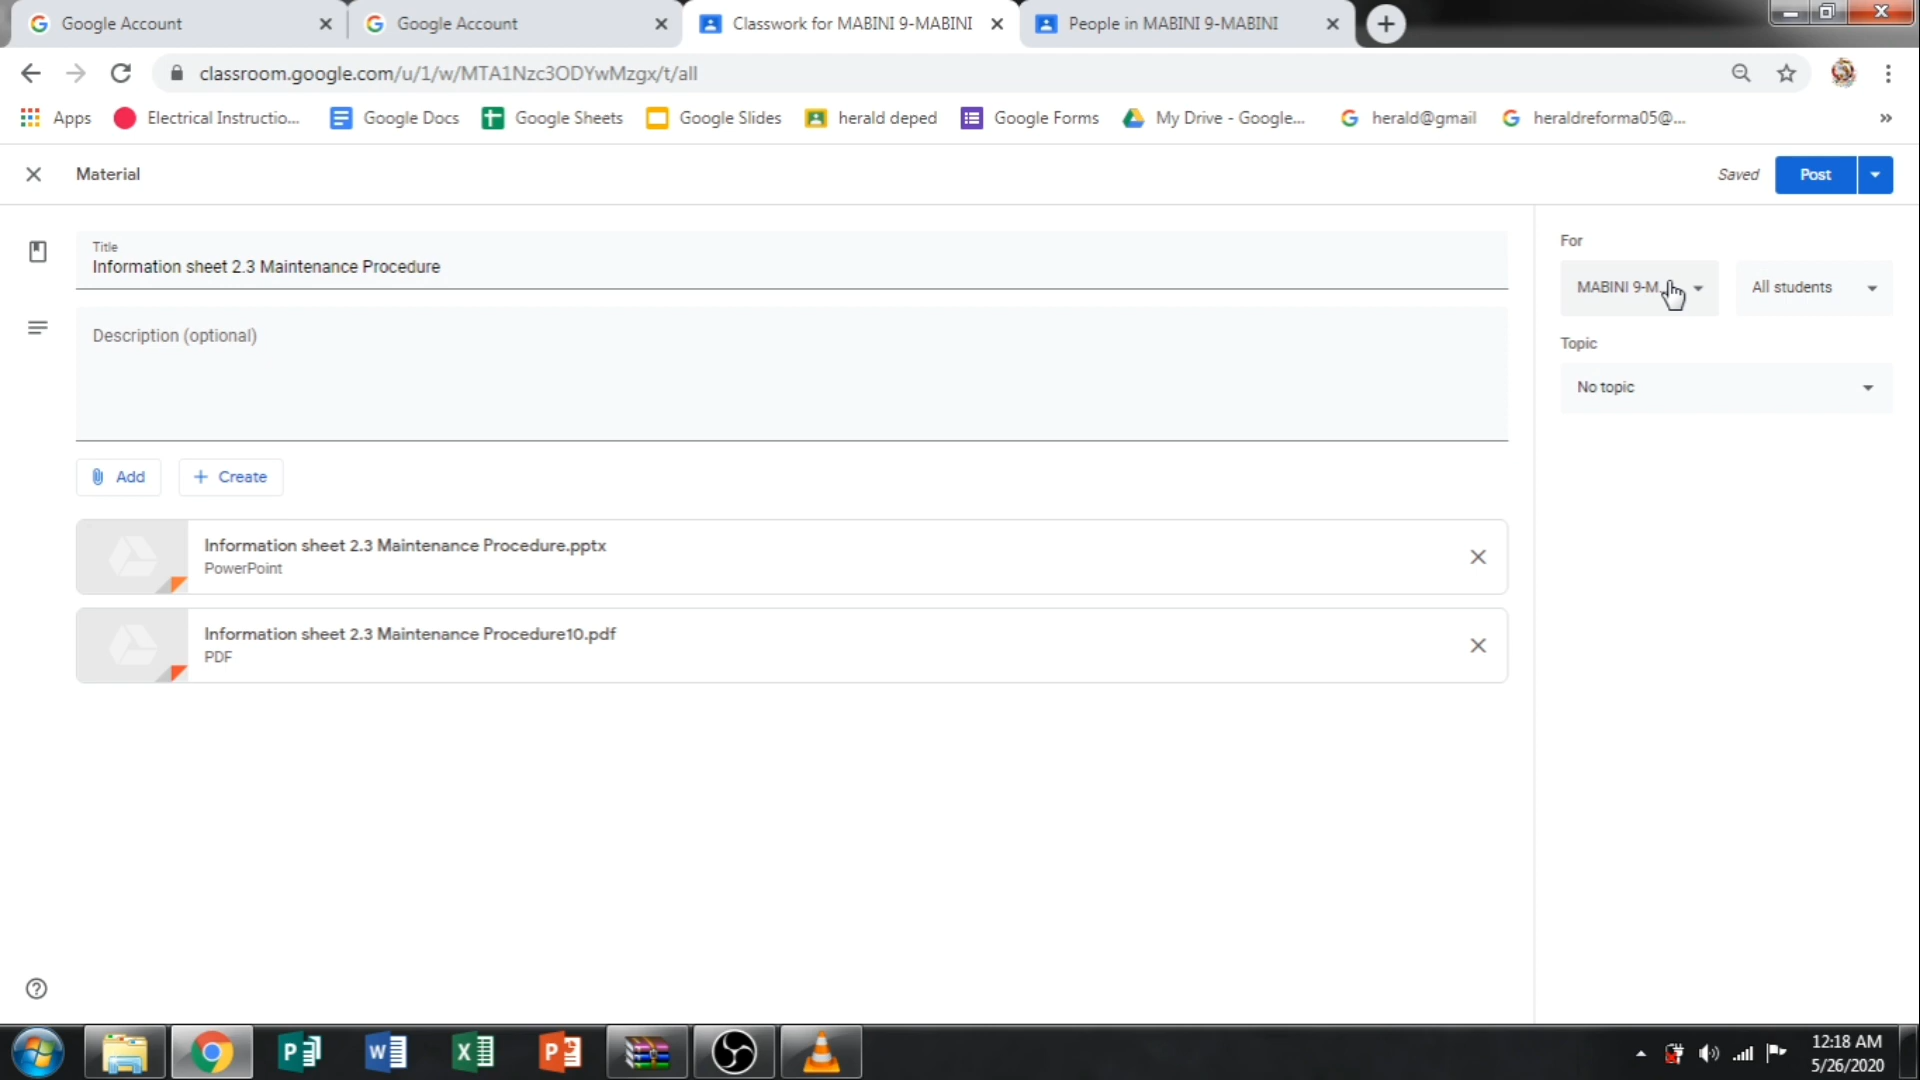 Google Account
Google Account
Classwork for MABINI 9-MABINI
People in MABINI 9-MABINI
classroom.google.com/u/1/w/MTA1Nzc3ODYwMzgx/t/all
Apps
Electrical Instructio...
Google Docs
Google Sheets
Google Slides
herald deped
Google Forms
My Drive - Google...
herald@gmail
heraldreforma05@...
Material
Saved
Post
Title
Information sheet 2.3 Maintenance Procedure
For
MABINI 9-M...
All students
Description (optional)
Topic
No topic
Add
Create
Information sheet 2.3 Maintenance Procedure.pptx
PowerPoint
Information sheet 2.3 Maintenance Procedure10.pdf
PDF
12:18 AM
5/26/2020